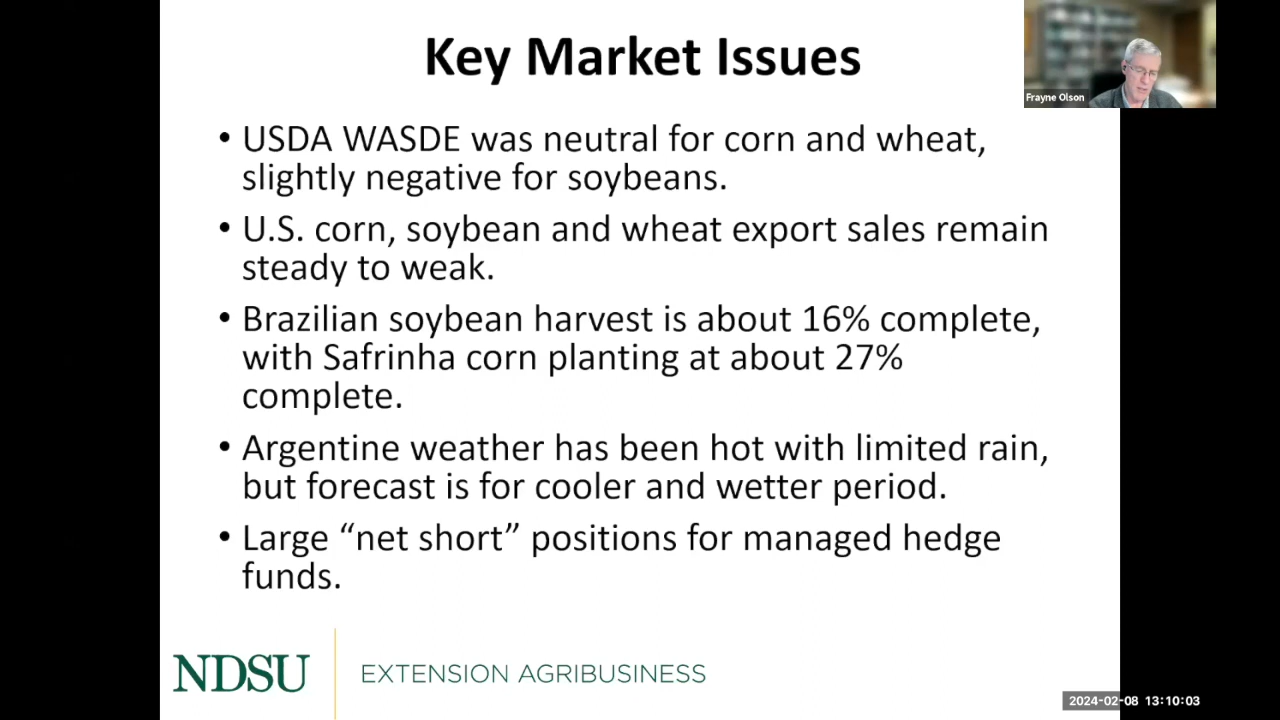 Key Market Issues
Frayne Olson
• USDA WASDE was neutral for corn and wheat,
slightly negative for soybeans.
• U.S. corn, soybean and wheat export sales remain
steady to weak.
• Brazilian soybean harvest is about 16% complete,
with Safrinha corn planting at about 27%
complete.
• Argentine weather has been hot with limited rain,
but forecast is for cooler and wetter period.
• Large “net short” positions for managed hedge
funds.
NDSU EXTENSION AGRIBUSINESS
2024-02-08 13:10:03